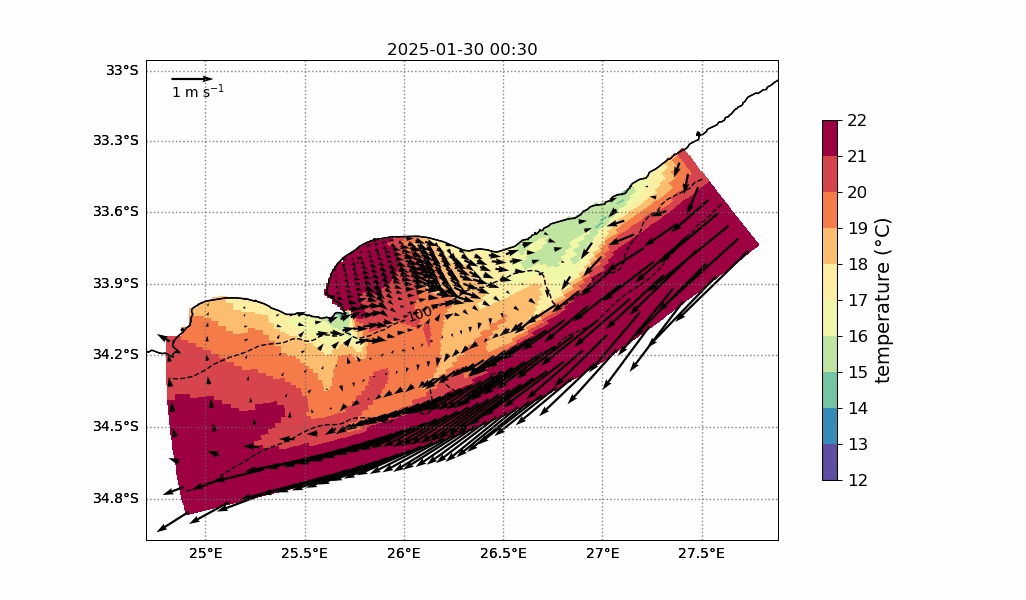 2025-01-30 00:30
1 m s⁻¹
33°S
33.3°S
33.6°S
33.9°S
34.2°S
34.5°S
34.8°S
100
25°E
25.5°E
26°E
26.5°E
27°E
27.5°E
22
21
20
19
18
17
16
15
14
13
12
temperature (°C)